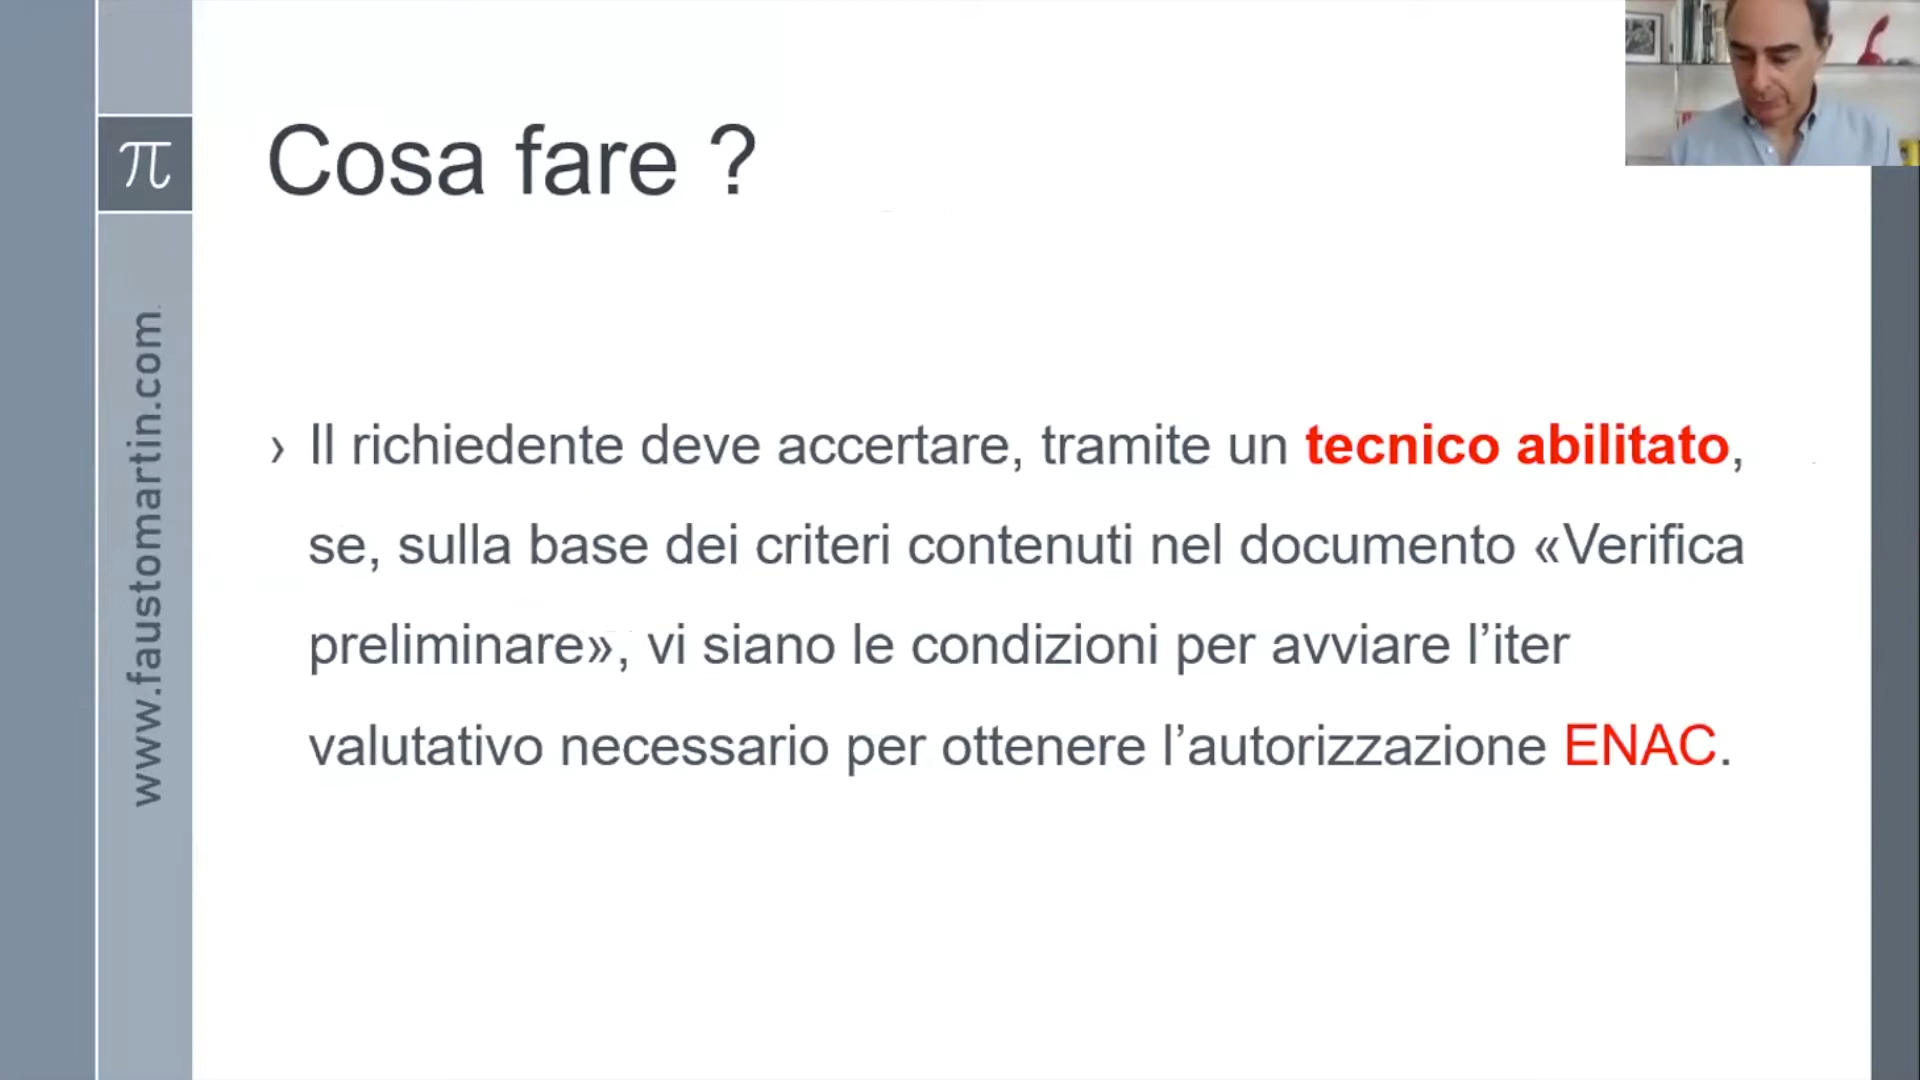 Cosa fare ?
› Il richiedente deve accertare, tramite un tecnico abilitato,
se, sulla base dei criteri contenuti nel documento «Verifica
preliminare», vi siano le condizioni per avviare l’iter
valutativo necessario per ottenere l’autorizzazione ENAC.
π
www.faustomartin.com